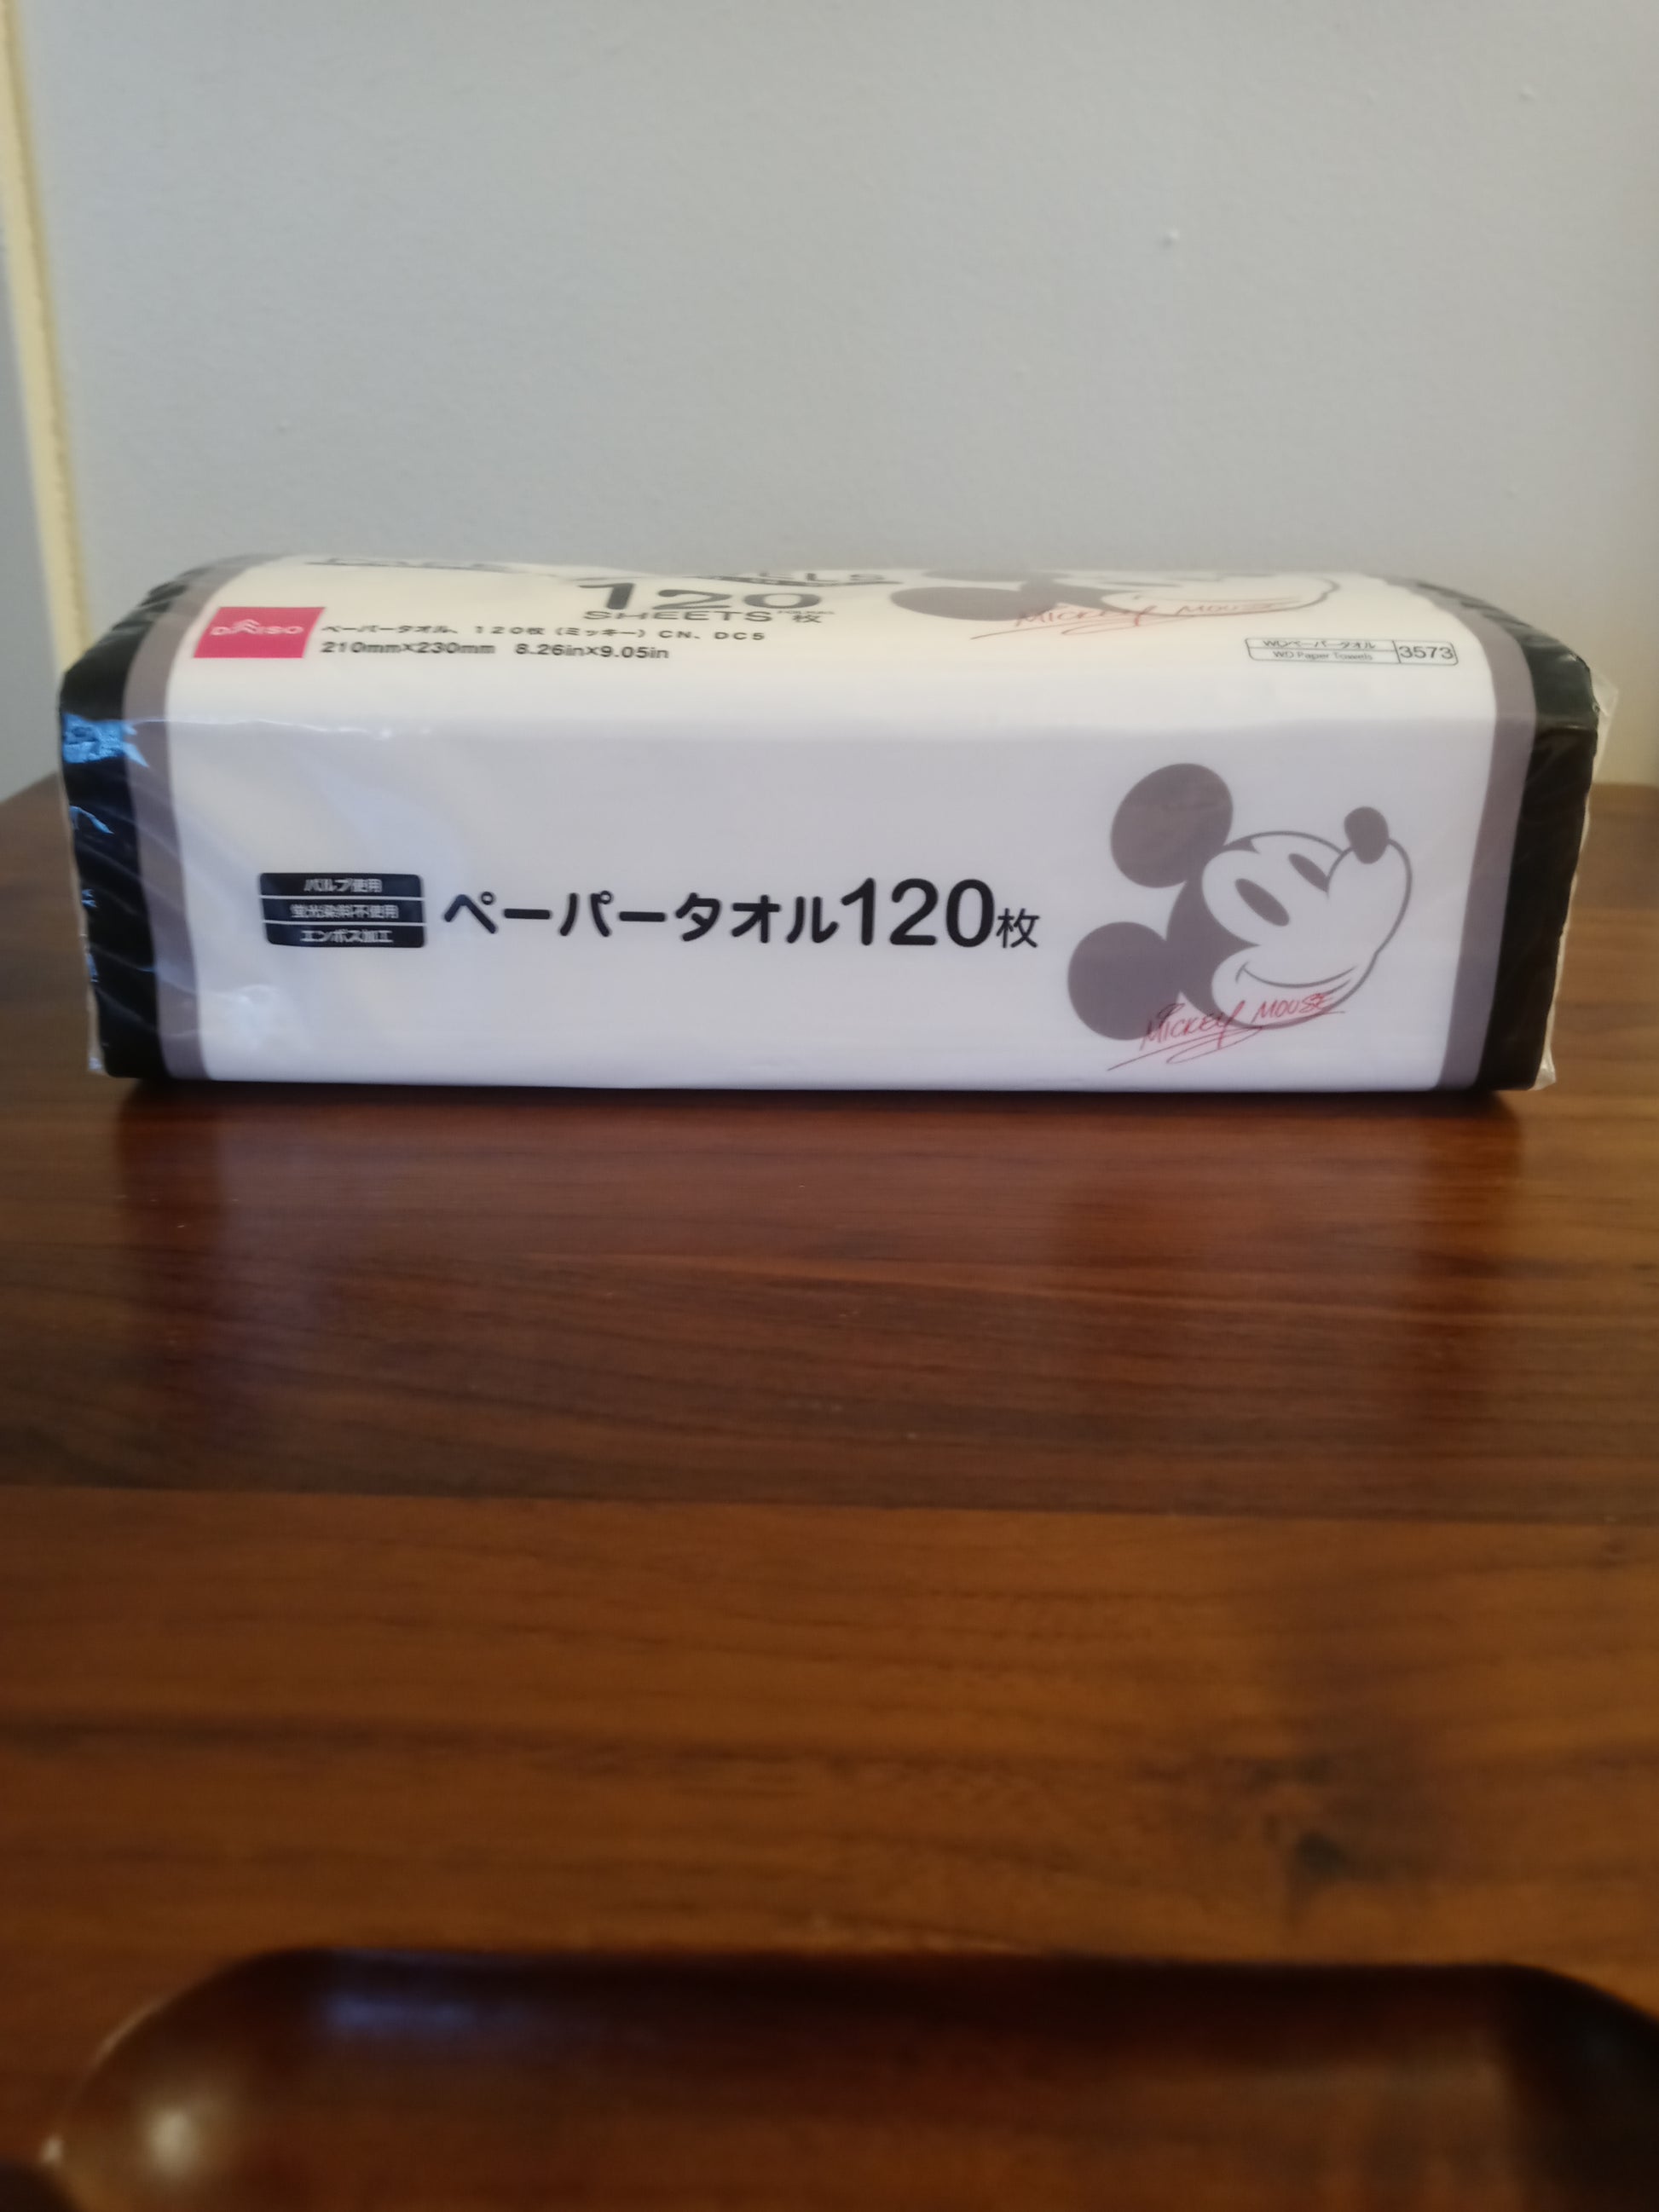 120
SHEETS 枚
Mickey Mouse
DAISO
ペーパータオル、120枚(ミッキー)CN、DC5
210mm×230mm 8.26in×9.05in
WDペーパータオル
WD Paper Towels
3573
パルプ使用
蛍光染料不使用
エンボス加工
ペーパータオル120枚
MICKEY MOUSE